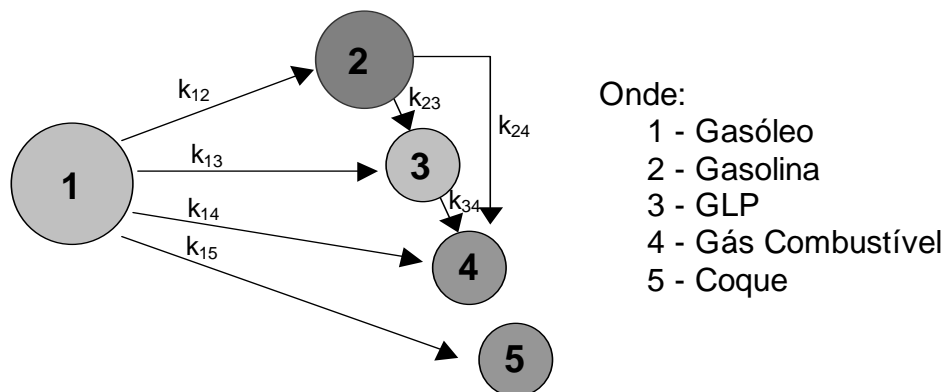 2
k12
k23
k24
k13
3
1
k14
k34
k15
4
5
Onde:
1 - Gasóleo
2 - Gasolina
3 - GLP
4 - Gás Combustível
5 - Coque